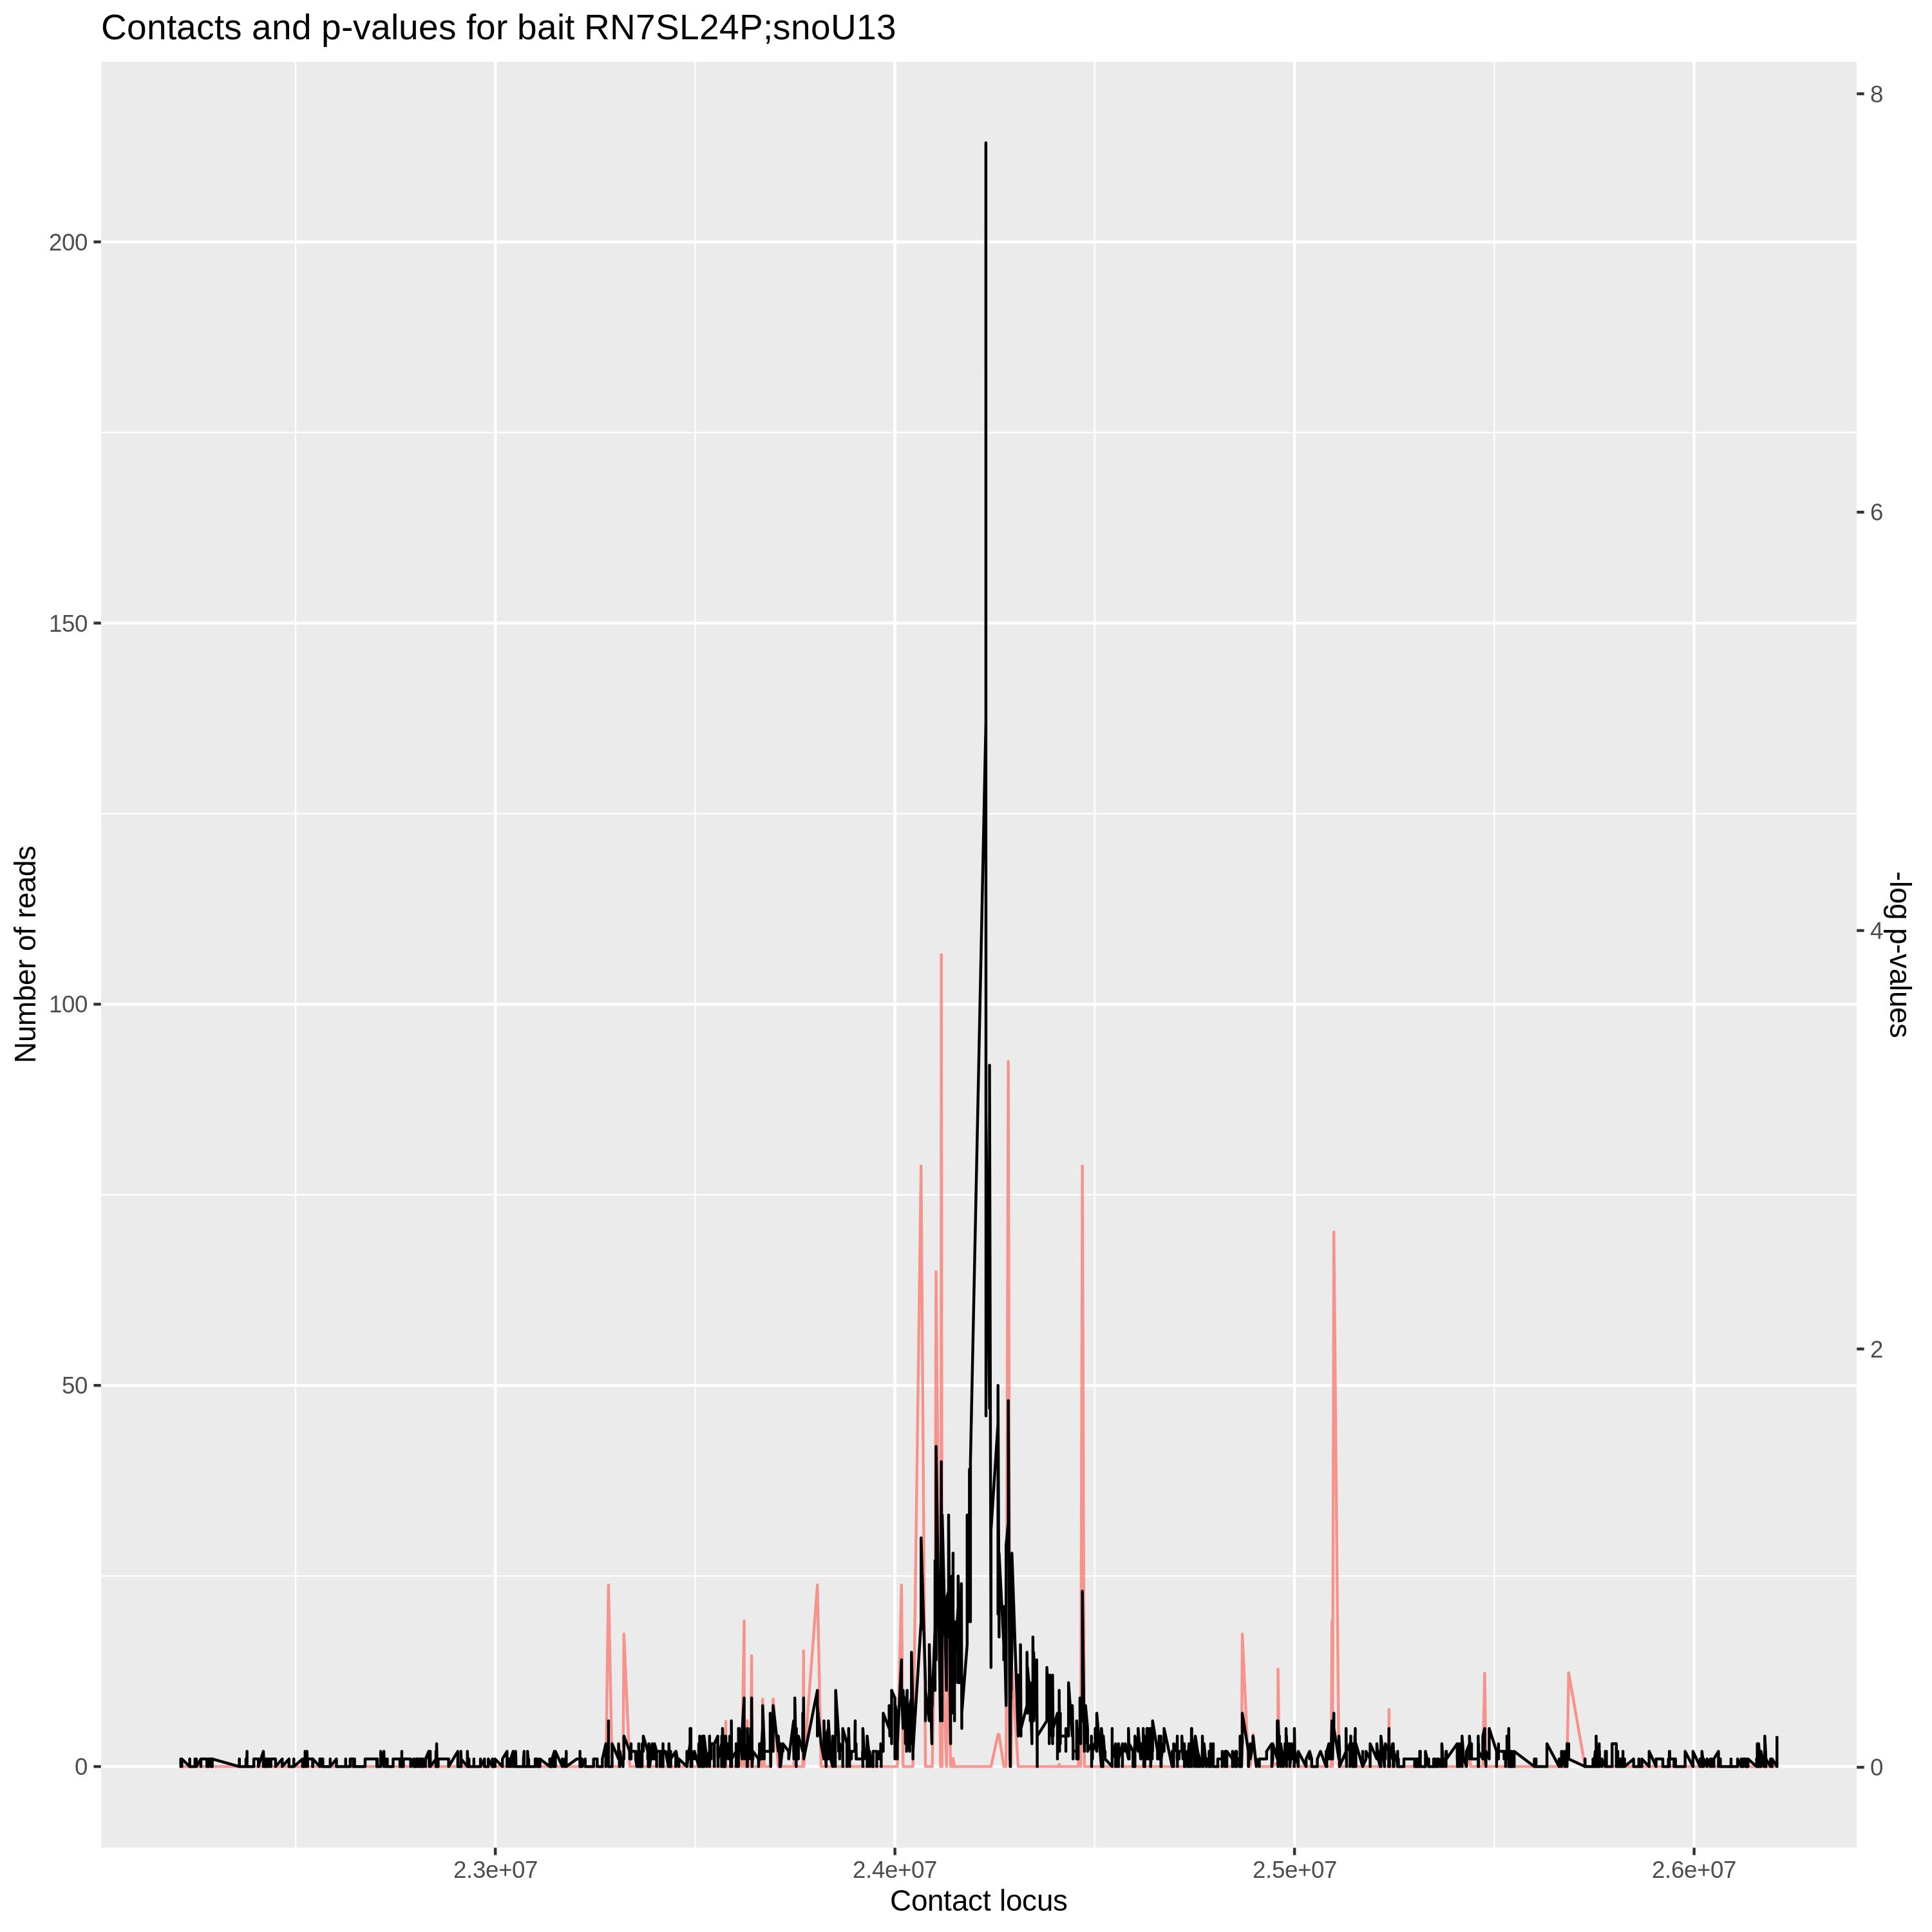 Contacts and p-values for bait RN7SL24P;snoU13
Number of reads
200
150
100
50
0
8
6
4
2
0
-log p-values
2.3e+07
2.4e+07
2.5e+07
2.6e+07
Contact locus